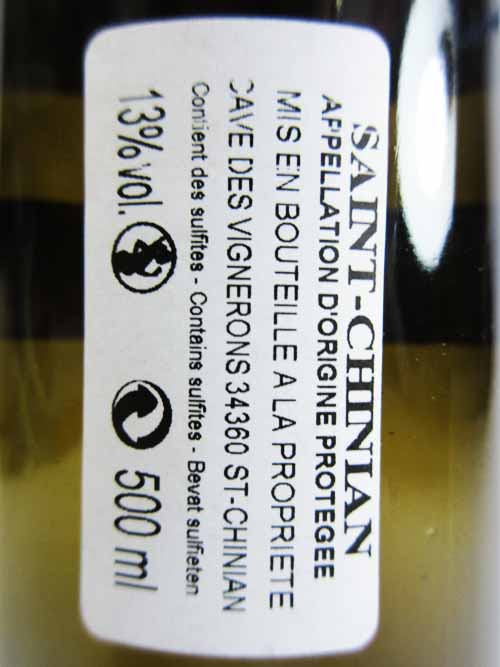 SAINT-CHINIAN
APPELLATION D'ORIGINE PROTEGEE
MIS EN BOUTEILLE A LA PROPRIETE
CAVE DES VIGNERONS 34360 ST-CHINIAN
Contient des sulfites - Contains sulfites - Bevat sulfieten
13% vol. 500 ml